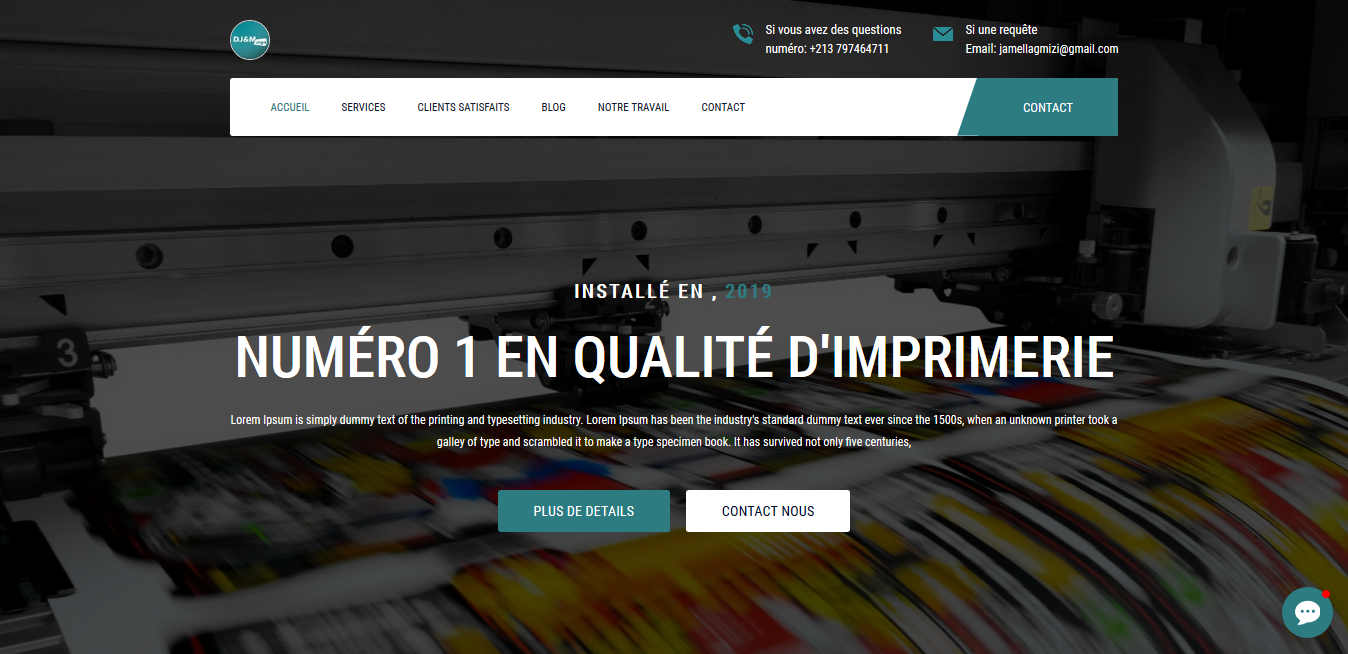 DJ&M
Si vous avez des questions
numéro: +213 797464711
Si une requête
Email: jamellagmizi@gmail.com
ACCUEIL SERVICES CLIENTS SATISFAITS BLOG NOTRE TRAVAIL CONTACT
CONTACT
INSTALLÉ EN , 2019
NUMÉRO 1 EN QUALITÉ D'IMPRIMERIE
Lorem Ipsum is simply dummy text of the printing and typesetting industry. Lorem Ipsum has been the industry's standard dummy text ever since the 1500s, when an unknown printer took a
galley of type and scrambled it to make a type specimen book. It has survived not only five centuries,
3
PLUS DE DETAILS
CONTACT NOUS